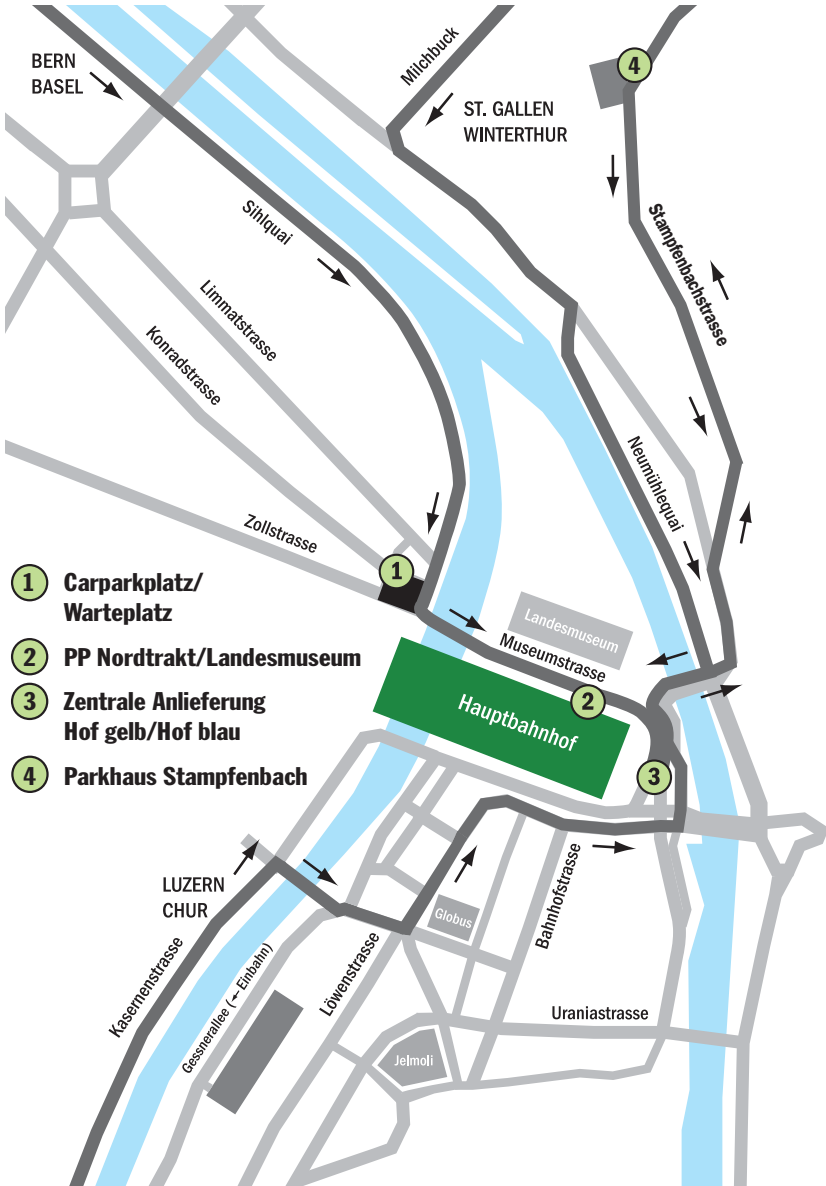 BERN
BASEL
Milchbuck
4
ST. GALLEN
WINTERTHUR
Sihlquai
Stampfenbachstrasse
Limmatstrasse
Konradstrasse
Neumühlequai
Zollstrasse
1
1 Carparkplatz/
Warteplatz
2 PP Nordtrakt/Landesmuseum
3 Zentrale Anlieferung
Hof gelb/Hof blau
4 Parkhaus Stampfenbach
Landesmuseum
Museumstrasse
2
Hauptbahnhof
3
LUZERN
CHUR
Kasernenstrasse
Gessnerallee (← Einbahn)
Löwenstrasse
Globus
Bahnhofstrasse
Uraniastrasse
Jelmoli